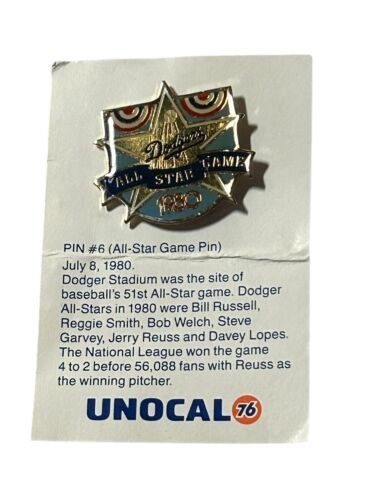 Dodgers
ALL STAR GAME
1980
PIN #6 (All-Star Game Pin)
July 8, 1980.
Dodger Stadium was the site of
baseball's 51st All-Star game. Dodger
All-Stars in 1980 were Bill Russell,
Reggie Smith, Bob Welch, Steve
Garvey, Jerry Reuss and Davey Lopes.
The National League won the game
4 to 2 before 56,088 fans with Reuss as
the winning pitcher.
UNOCAL 76